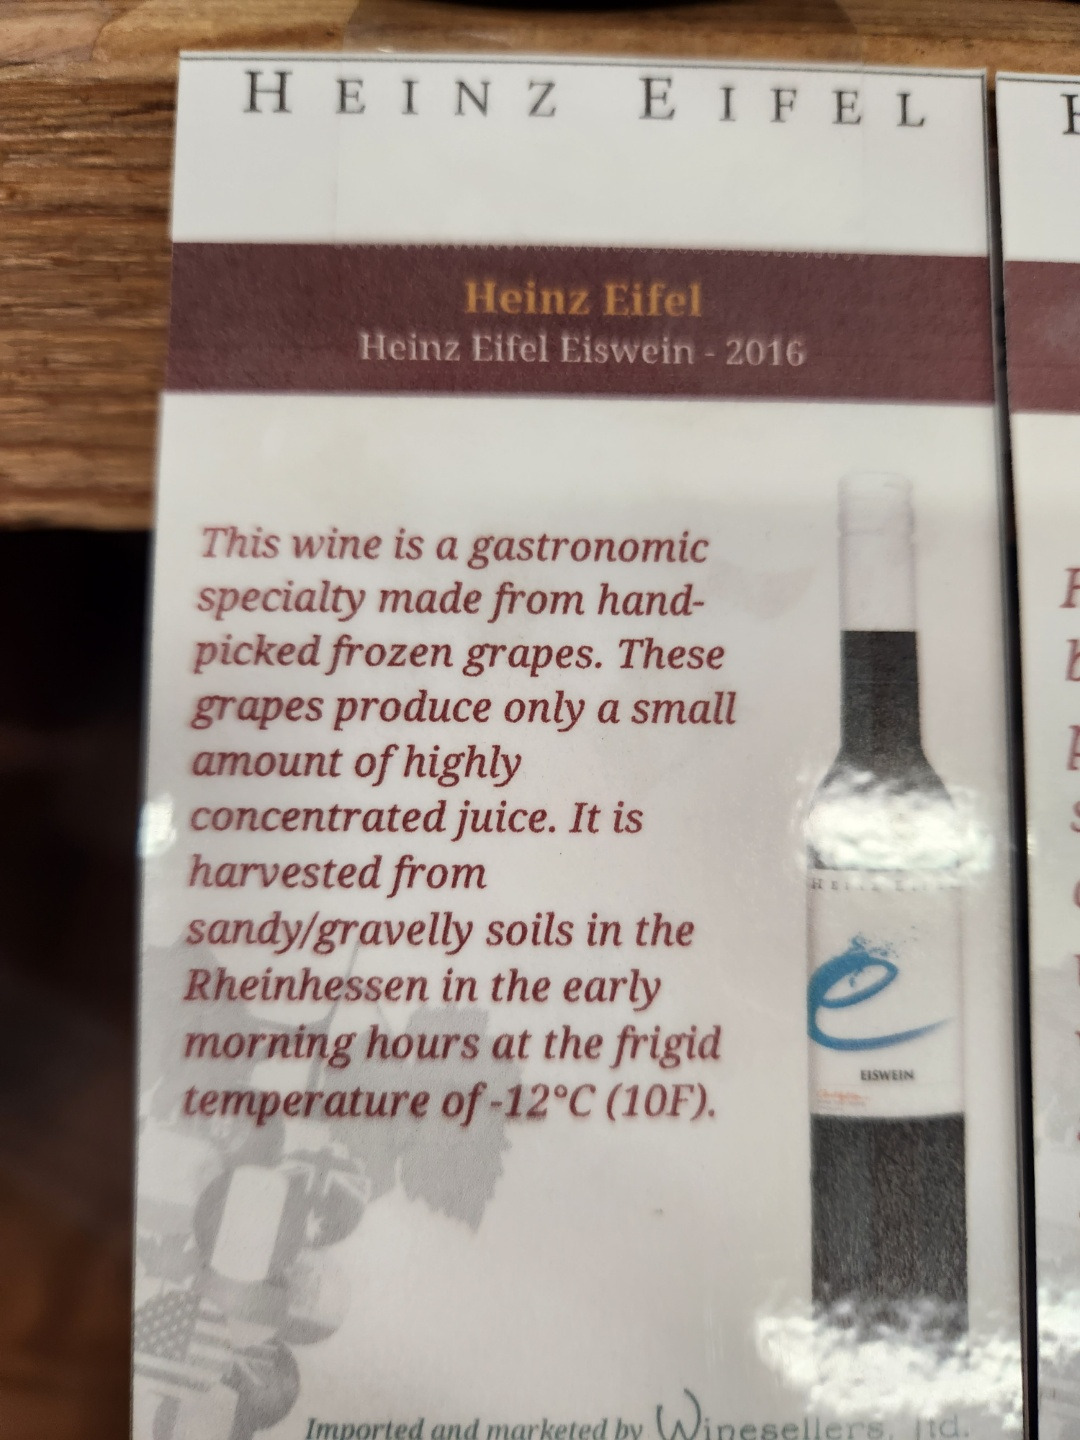 HEINZ EIFEL
Heinz Eifel
Heinz Eifel Eiswein - 2016
This wine is a gastronomic
specialty made from hand-
picked frozen grapes. These
grapes produce only a small
amount of highly
concentrated juice. It is
harvested from
sandy/gravelly soils in the
Rheinhessen in the early
morning hours at the frigid
temperature of -12°C (10F).
HEINZ EIFEL
e
EISWEIN
Imported and marketed by Winesellers, ltd.